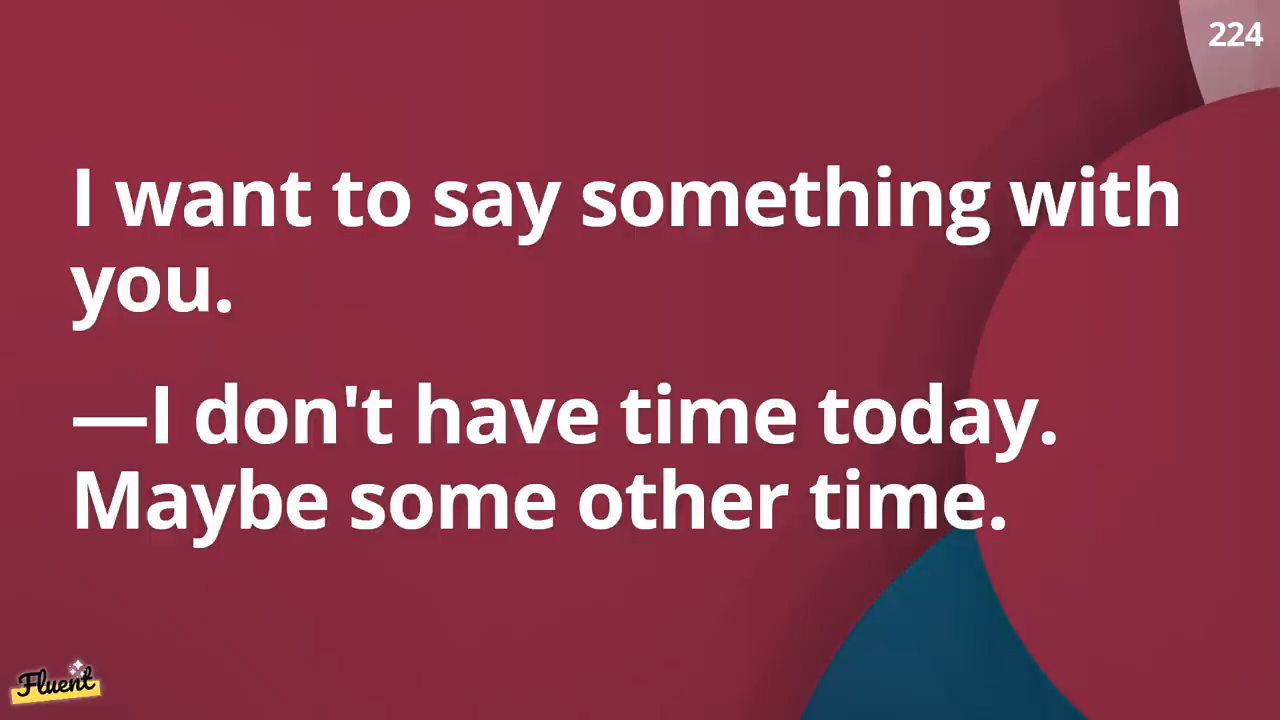 224
I want to say something with
you.
—I don't have time today.
Maybe some other time.
Fluent